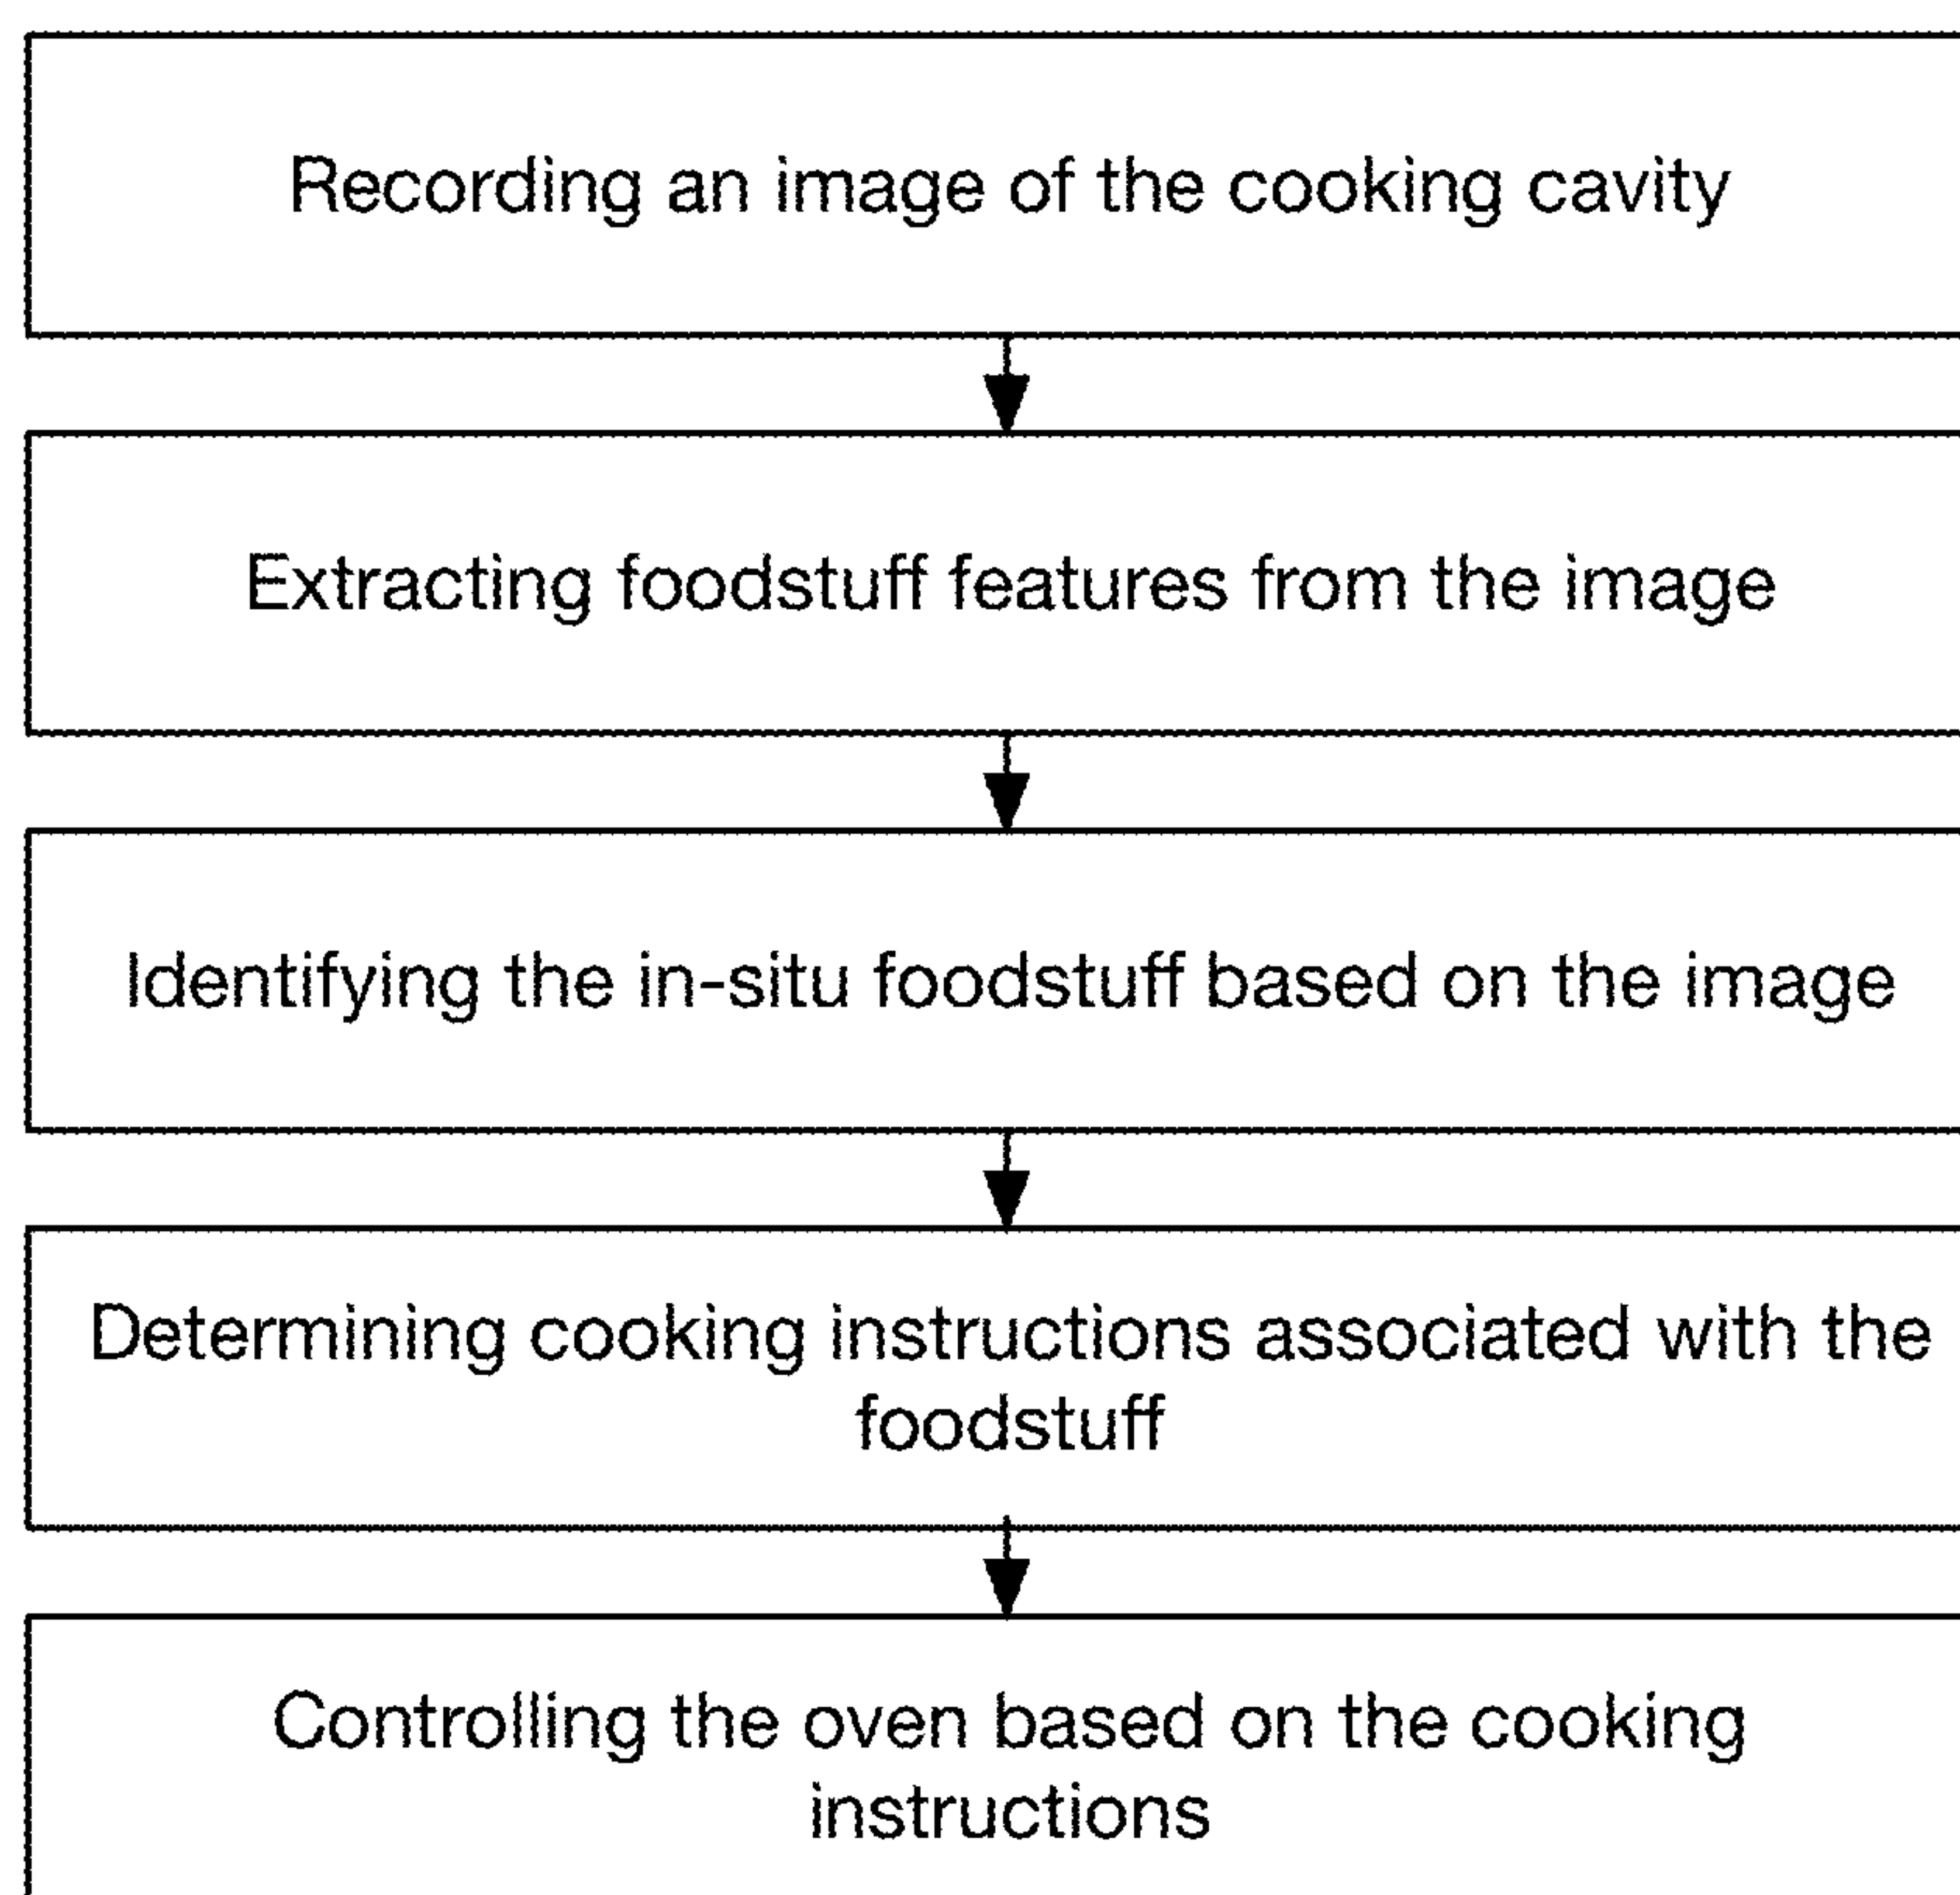 Recording an image of the cooking cavity
Extracting foodstuff features from the image
Identifying the in-situ foodstuff based on the image
Determining cooking instructions associated with the
foodstuff
Controlling the oven based on the cooking
instructions